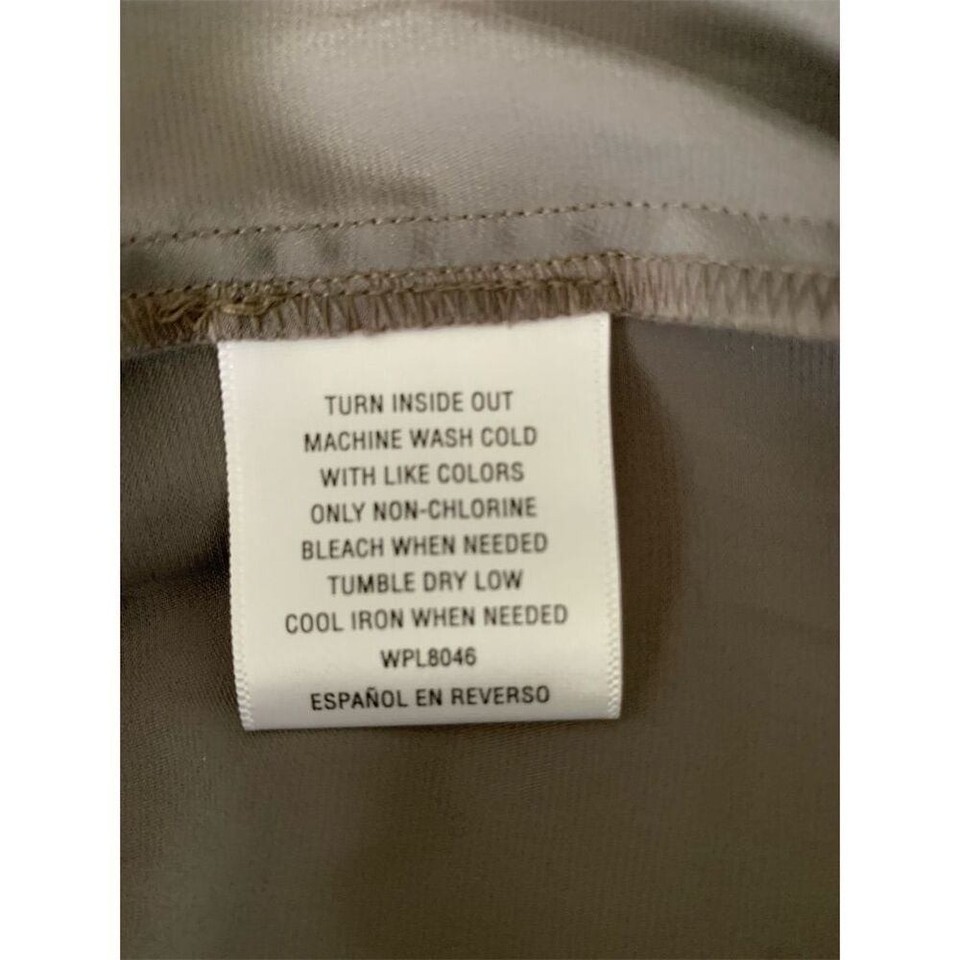 TURN INSIDE OUT
MACHINE WASH COLD
WITH LIKE COLORS
ONLY NON-CHLORINE
BLEACH WHEN NEEDED
TUMBLE DRY LOW
COOL IRON WHEN NEEDED
WPL8046
ESPAÑOL EN REVERSO